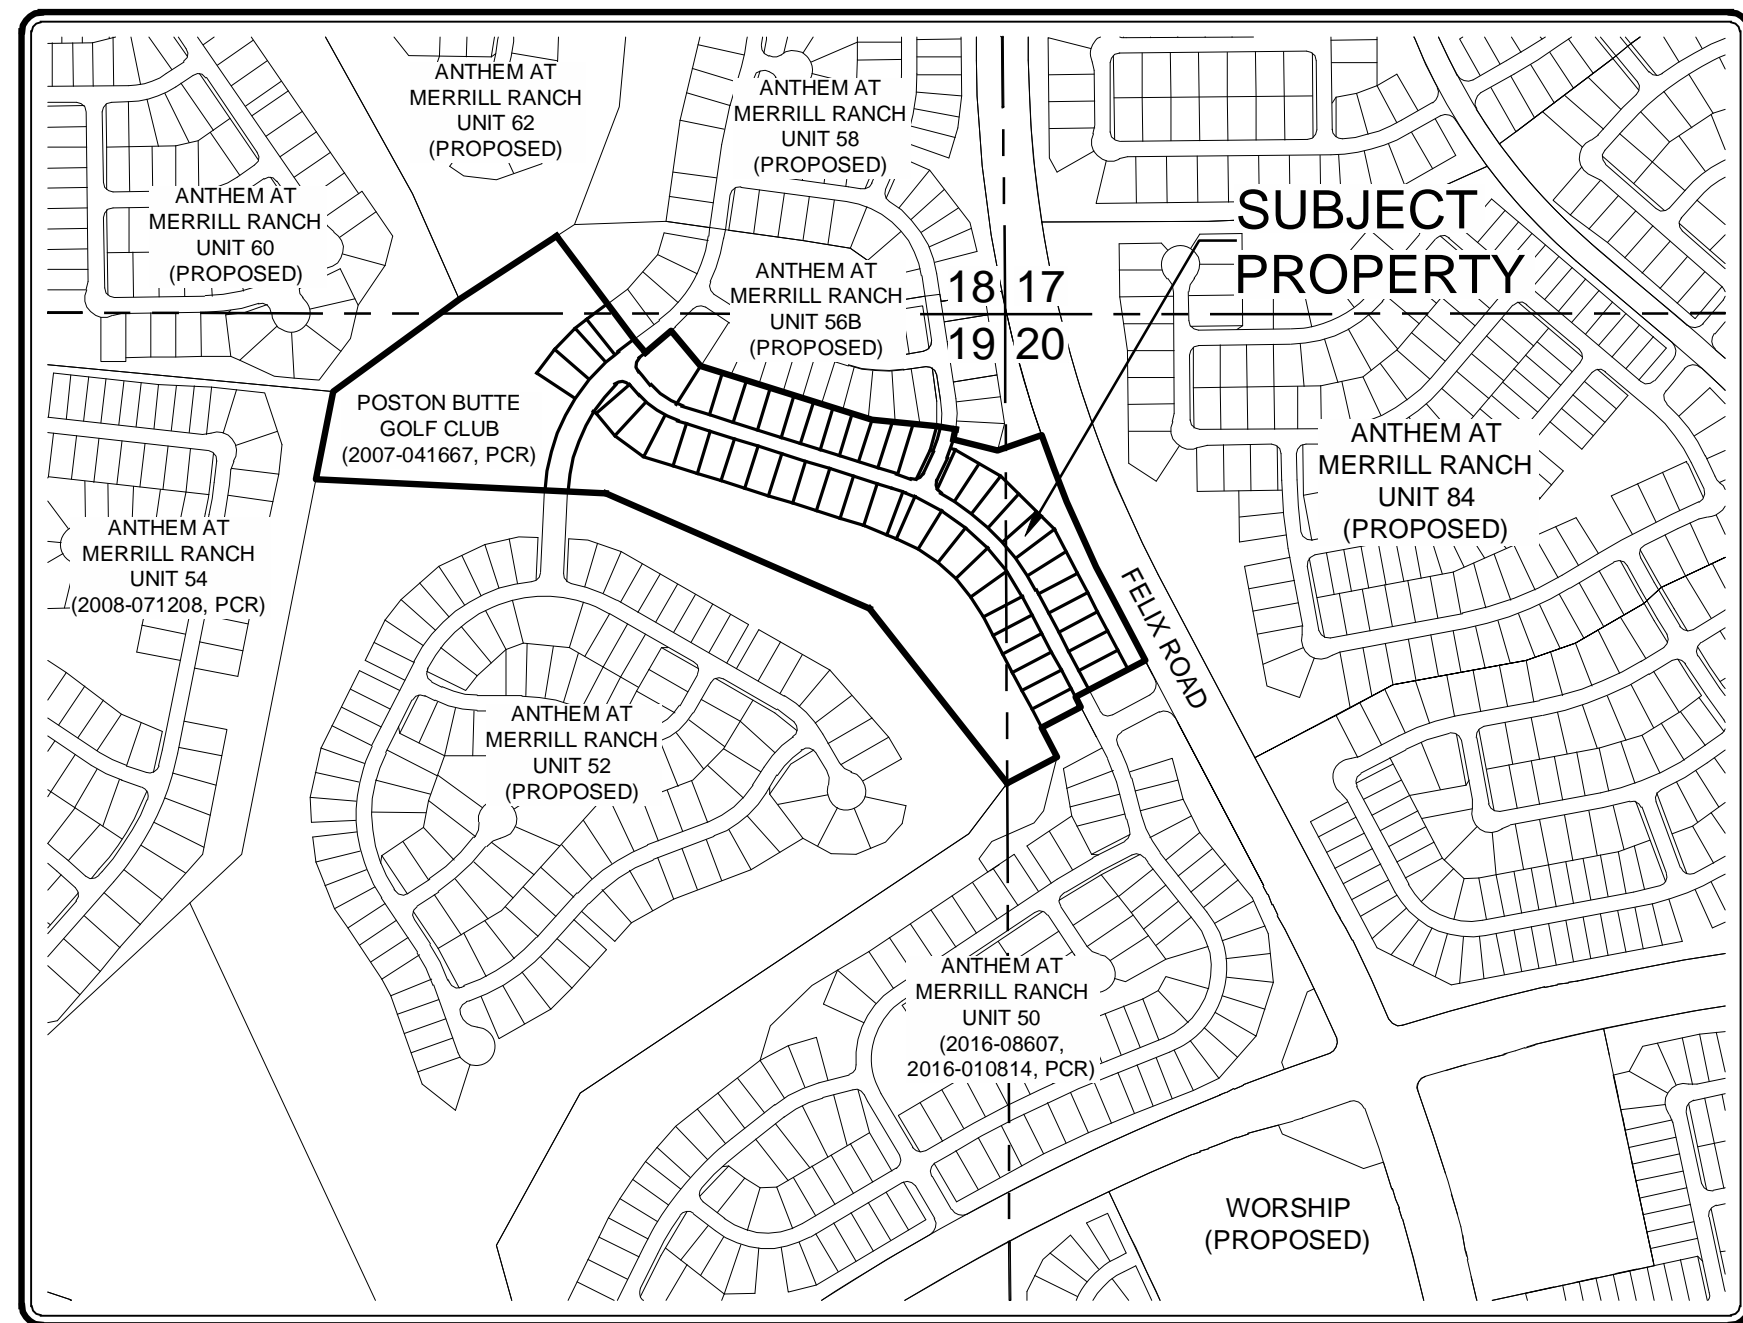 ANTHEM AT
MERRILL RANCH
UNIT 62
(PROPOSED)
ANTHEM AT
MERRILL RANCH
UNIT 58
(PROPOSED)
ANTHEM AT
MERRILL RANCH
UNIT 60
(PROPOSED)
SUBJECT
PROPERTY
ANTHEM AT
MERRILL RANCH
UNIT 56B
(PROPOSED)
18 17
19 20
POSTON BUTTE
GOLF CLUB
(2007-041667, PCR)
ANTHEM AT
MERRILL RANCH
UNIT 84
(PROPOSED)
ANTHEM AT
MERRILL RANCH
UNIT 54
(2008-071208, PCR)
FELIX ROAD
ANTHEM AT
MERRILL RANCH
UNIT 52
(PROPOSED)
ANTHEM AT
MERRILL RANCH
UNIT 50
(2016-08607,
2016-010814, PCR)
WORSHIP
(PROPOSED)